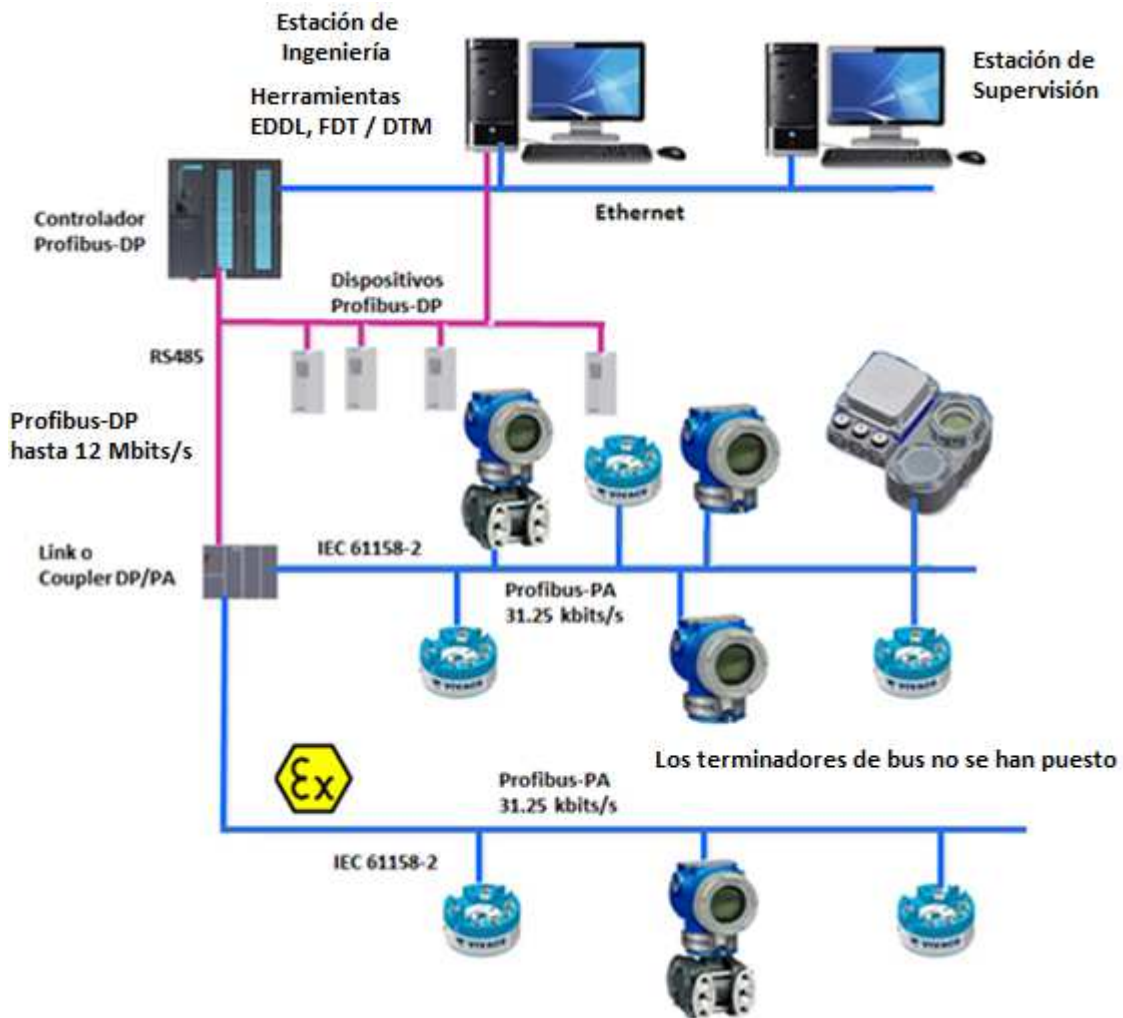 Estación de
Ingeniería
Herramientas
EDDL, FDT / DTM
Estación de
Supervisión
Ethernet
Controlador
Profibus-DP
Dispositivos
Profibus-DP
RS485
Profibus-DP
hasta 12 Mbits/s
IEC 61158-2
Link o
Coupler DP/PA
Profibus-PA
31.25 kbits/s
Los terminadores de bus no se han puesto
Ex
Profibus-PA
31.25 kbits/s
IEC 61158-2